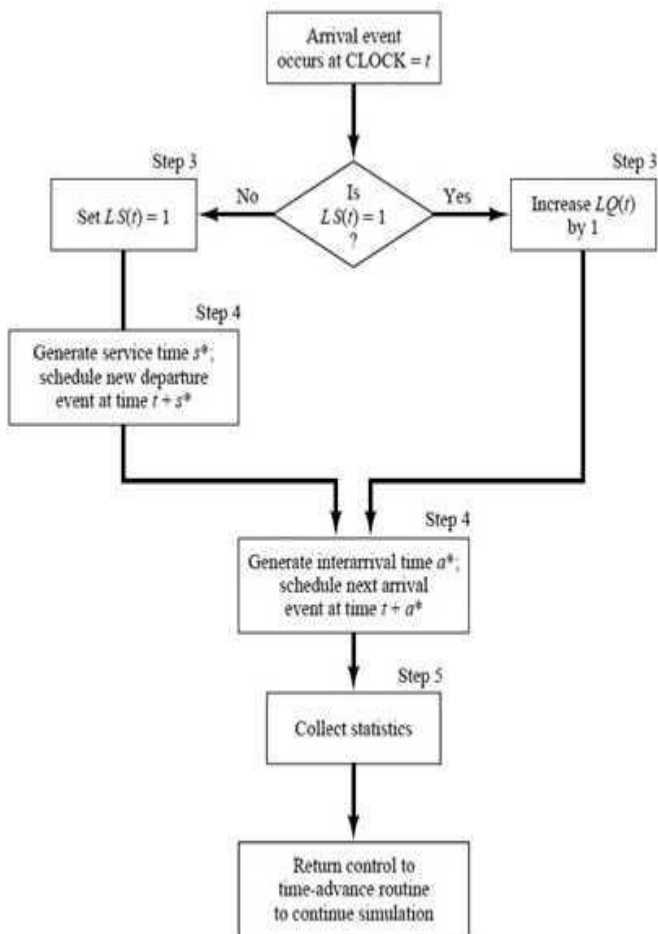 Arrival event
occurs at CLOCK = t
Step 3
Step 3
No
Is
LS(t) = 1
?
Yes
Set LS(t) = 1
Increase LQ(t)
by 1
Step 4
Generate service time s*;
schedule new departure
event at time t + s*
Step 4
Generate interarrival time a*;
schedule next arrival
event at time t + a*
Step 5
Collect statistics
Return control to
time-advance routine
to continue simulation